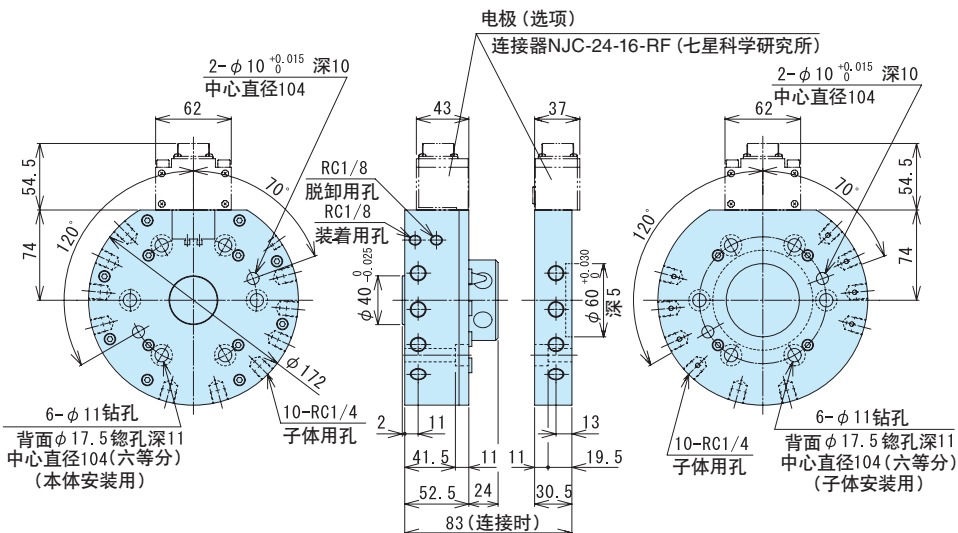 电极(选项)
连接器NJC-24-16-RF(七星科学研究所)
2-φ10 +0.015 0 深10
中心直径104
62
54.5
74
120°
70°
φ172
6-φ11钻孔
背面φ17.5锪孔深11
中心直径104(六等分)
(本体安装用)
10-RC1/4
子体用孔
43
37
RC1/8
脱卸用孔
RC1/8
装着用孔
φ40 0 -0.025
φ60 +0.030 0
深5
2
11
41.5
11
52.5
24
83(连接时)
13
11
19.5
30.5
2-φ10 +0.015 0 深10
中心直径104
62
54.5
74
120°
70°
10-RC1/4
子体用孔
6-φ11钻孔
背面φ17.5锪孔深11
中心直径104(六等分)
(子体安装用)